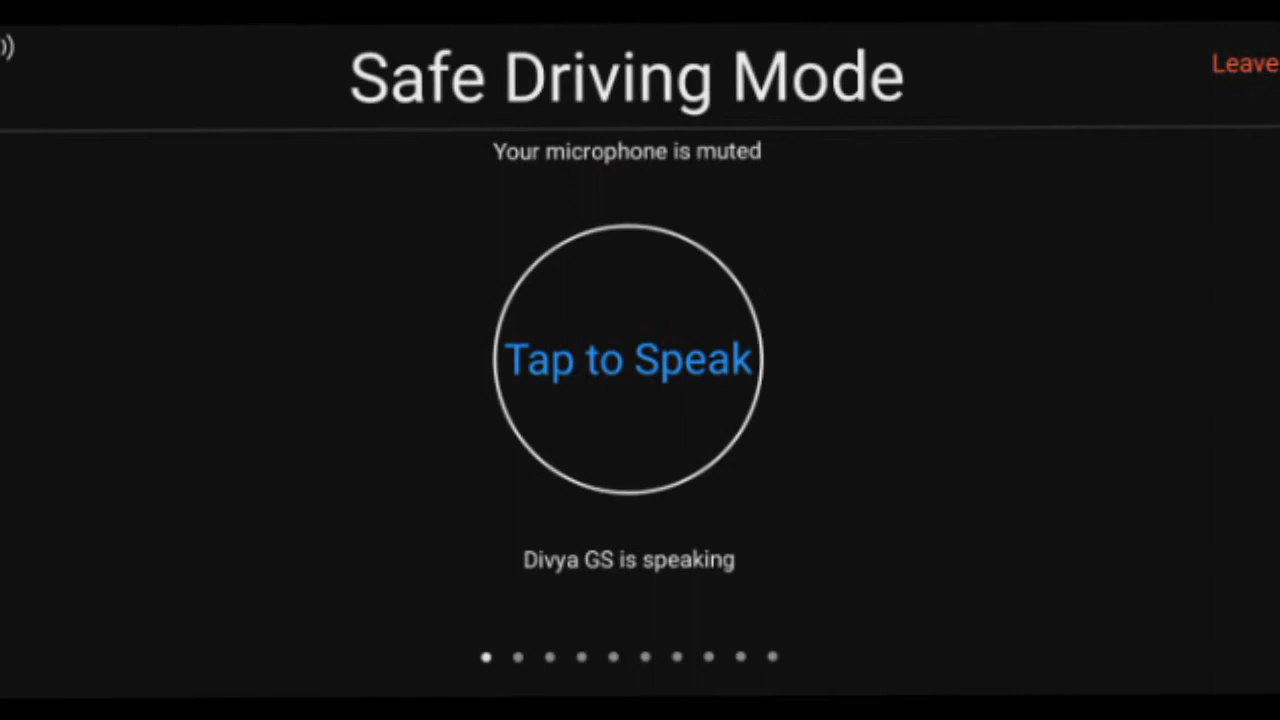 Safe Driving Mode
Leave
Your microphone is muted
Tap to Speak
Divya GS is speaking